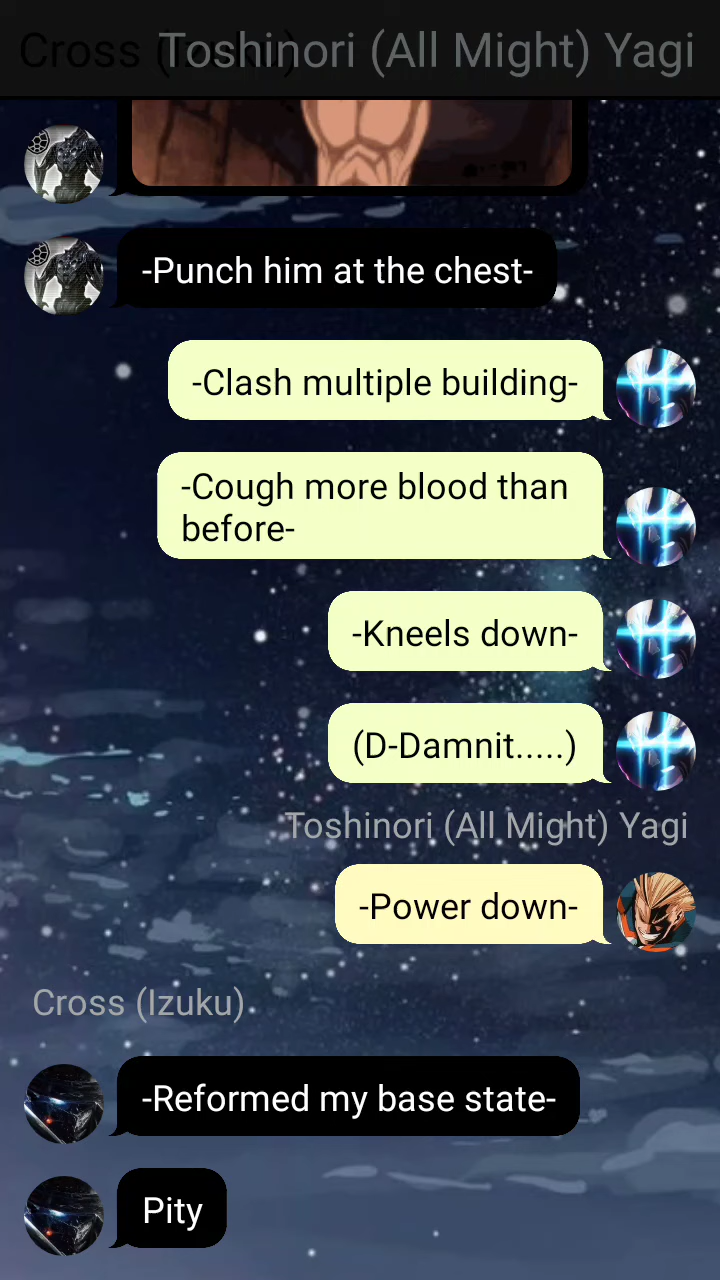 Cross (Izuku)
Toshinori (All Might) Yagi
-Punch him at the chest-
-Clash multiple building-
-Cough more blood than
before-
-Kneels down-
(D-Damnit.....)
Toshinori (All Might) Yagi
-Power down-
Cross (Izuku)
-Reformed my base state-
Pity